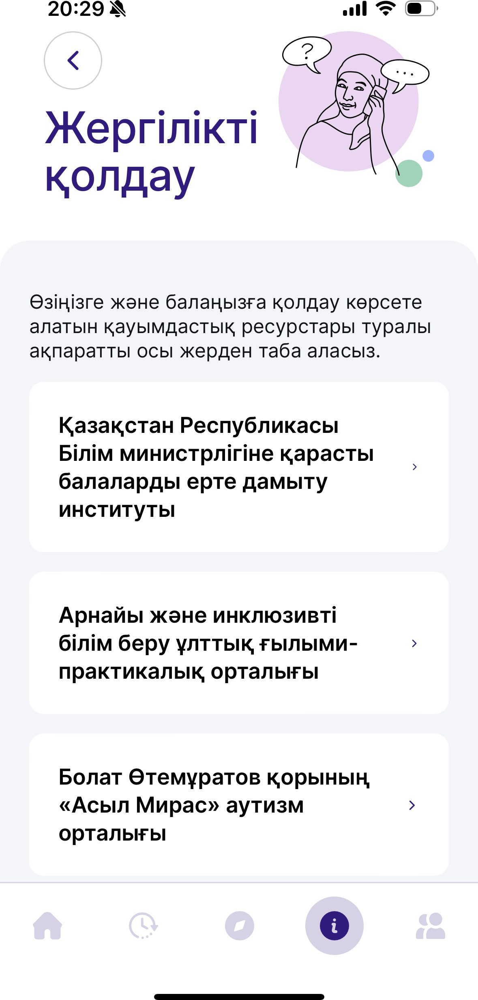 20:29
?
...
Жергілікті
қолдау
Өзіңізге және балаңызға қолдау көрсете
алатын қауымдастық ресурстары туралы
ақпаратты осы жерден таба аласыз.
Қазақстан Республикасы
Білім министрлігіне қарасты
балаларды ерте дамыту
институты
Арнайы және инклюзивті
білім беру ұлттық ғылыми-
практикалық орталығы
Болат Өтемұратов қорының
«Асыл Мирас» аутизм
орталығы